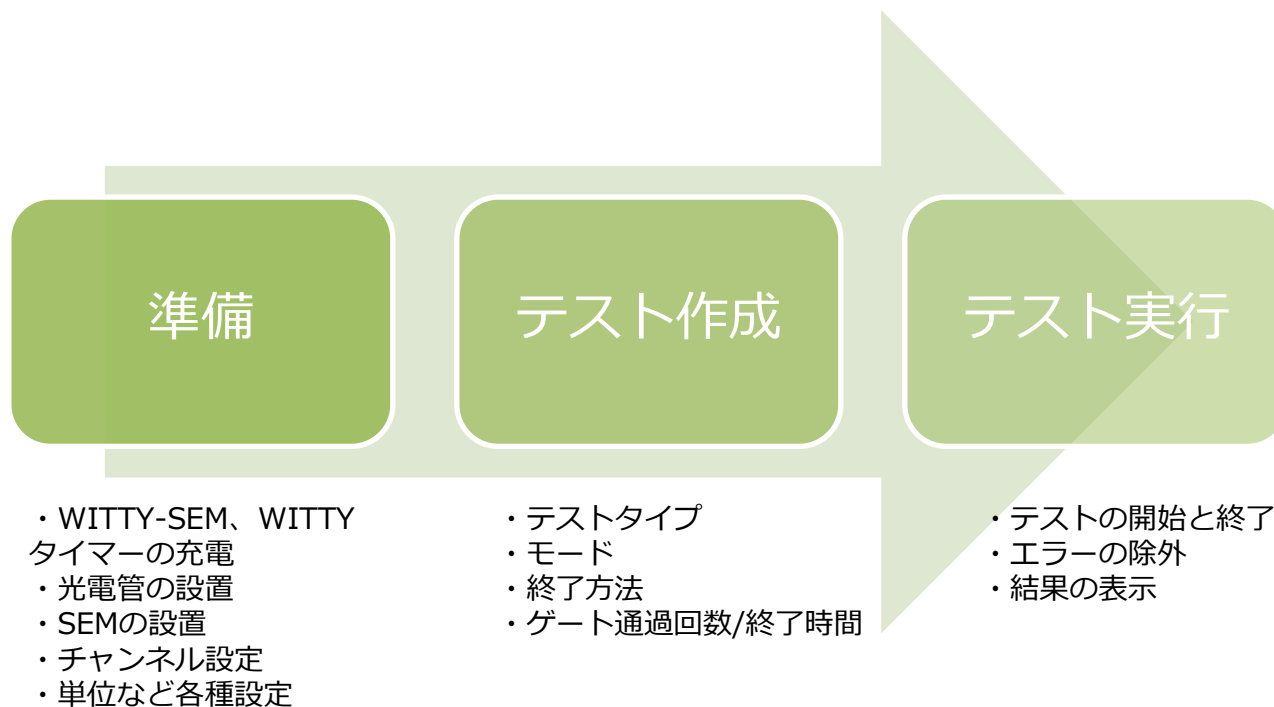 準備
テスト作成
テスト実行
・WITTY-SEM、WITTY
タイマーの充電
・光電管の設置
・SEMの設置
・チャンネル設定
・単位など各種設定
・テストタイプ
・モード
・終了方法
・ゲート通過回数/終了時間
・テストの開始と終了
・エラーの除外
・結果の表示